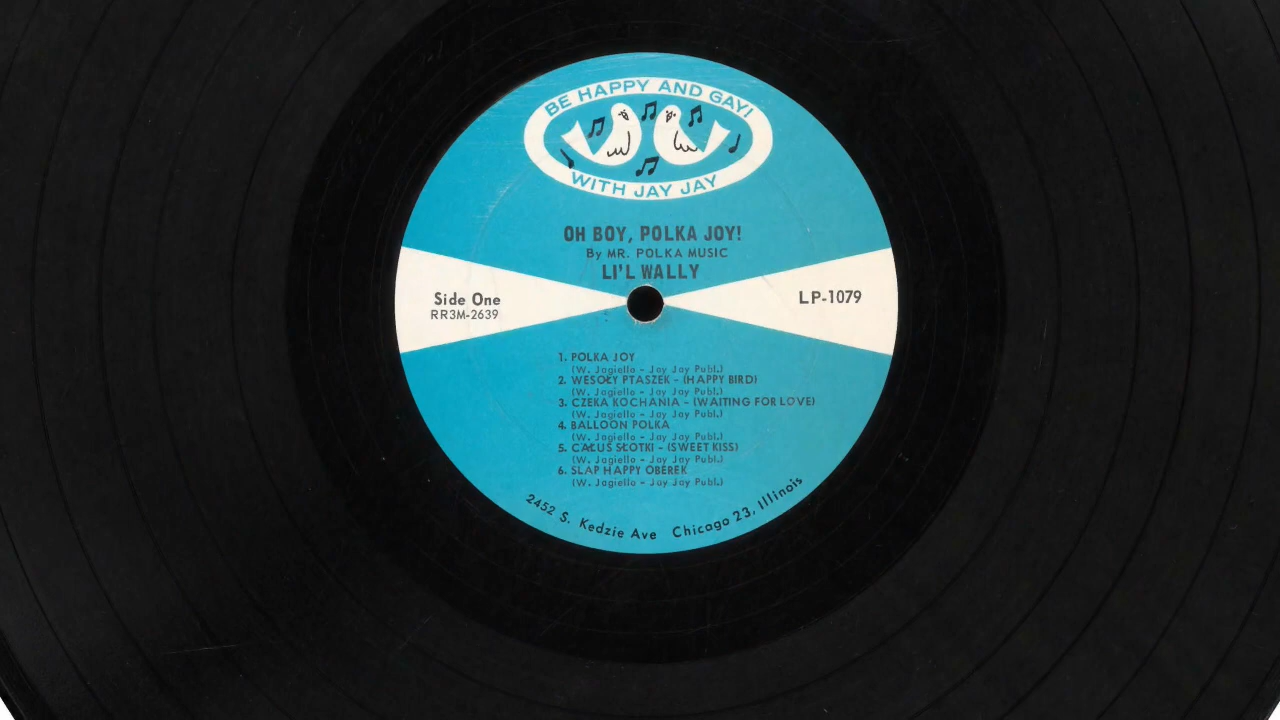 BE HAPPY AND GAY!
WITH JAY JAY
OH BOY, POLKA JOY!
By MR. POLKA MUSIC
LI'L WALLY
Side One
RR3M-2639
LP-1079
1. POLKA JOY
(W. Jagiello - Jay Jay Publ.)
2. WESOŁY PTASZEK - (HAPPY BIRD)
(W. Jagiello - Jay Jay Publ.)
3. CZEKA KOCHANIA - (WAITING FOR LOVE)
(W. Jagiello - Jay Jay Publ.)
4. BALLOON POLKA
(W. Jagiello - Jay Jay Publ.)
5. CAŁUS SŁOTKI - (SWEET KISS)
(W. Jagiello - Jay Jay Publ.)
6. SLAP HAPPY OBEREK
(W. Jagiello - Jay Jay Publ.)
2452 S. Kedzie Ave Chicago 23, Illinois